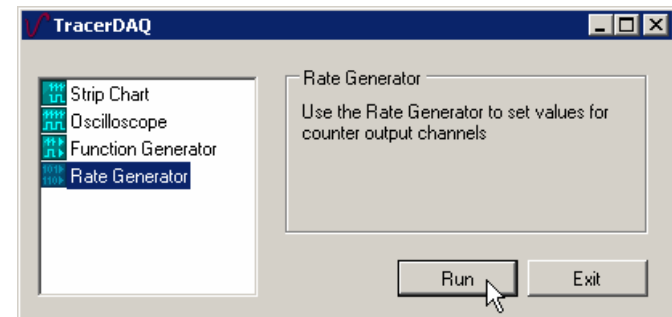 TracerDAQ
Strip Chart
Oscilloscope
Function Generator
Rate Generator
Rate Generator
Use the Rate Generator to set values for
counter output channels
Run
Exit